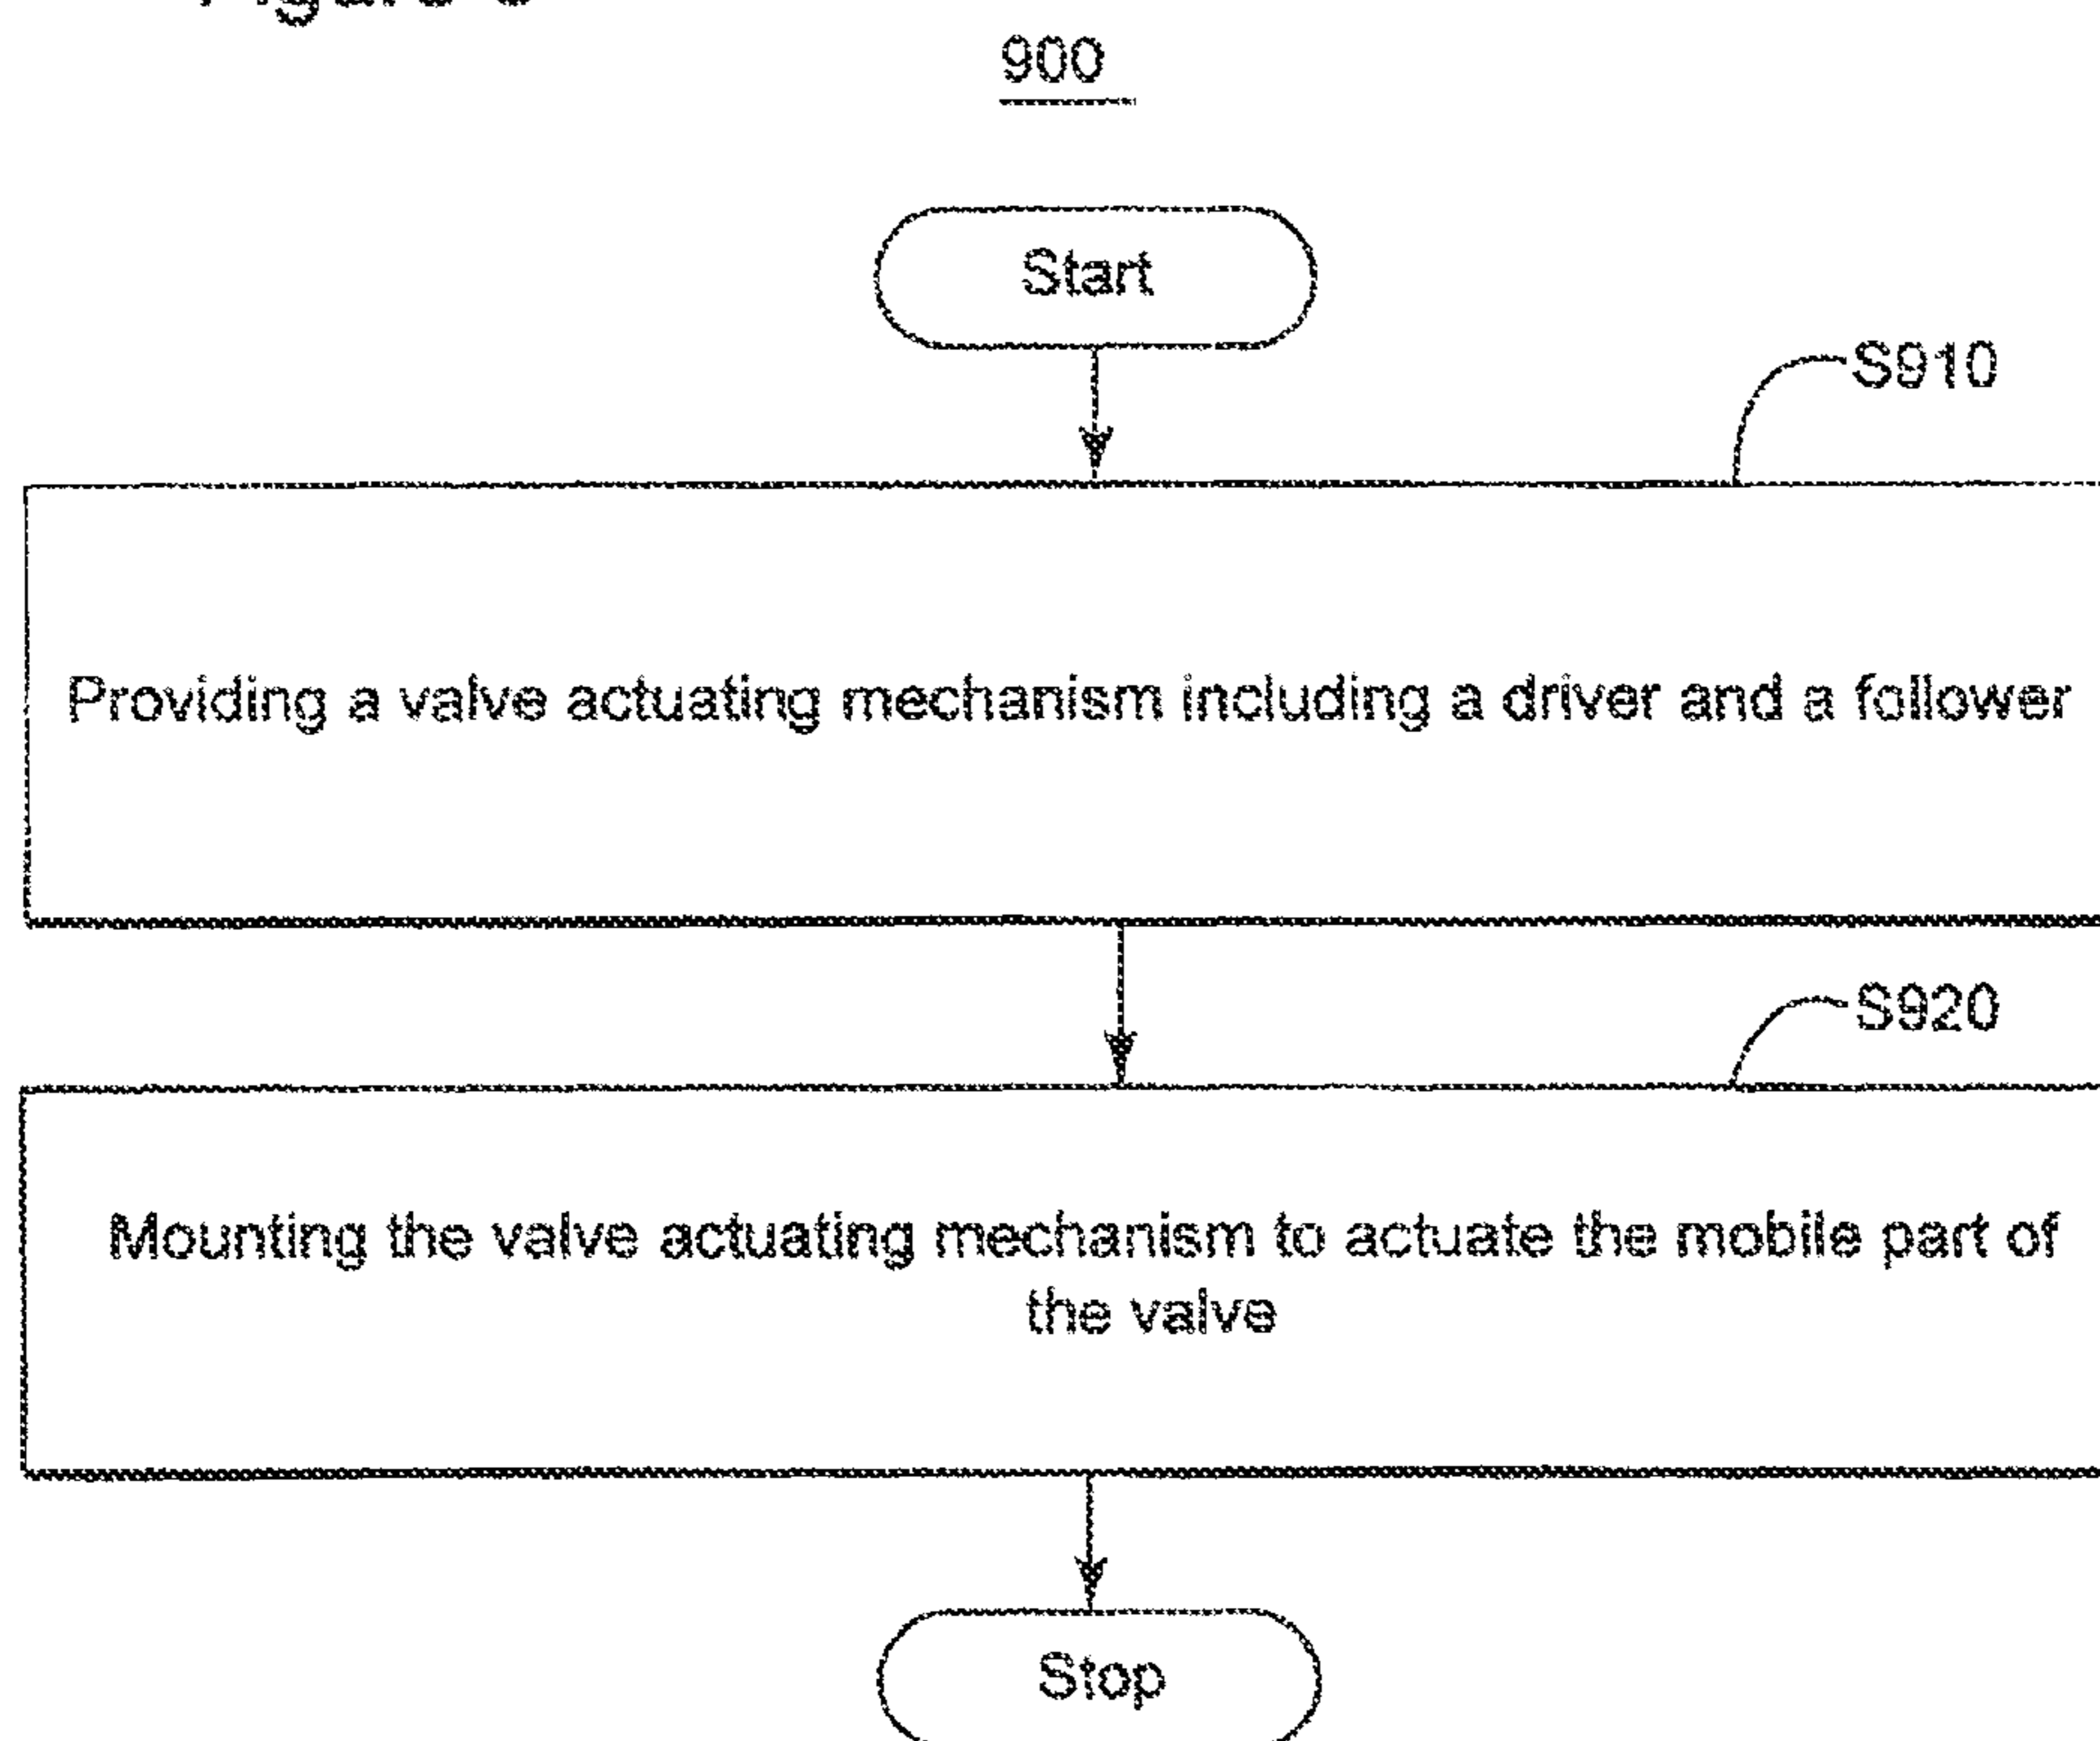 900
Start
S910
Providing a valve actuating mechanism including a driver and a follower
S920
Mounting the valve actuating mechanism to actuate the mobile part of
the valve
Stop